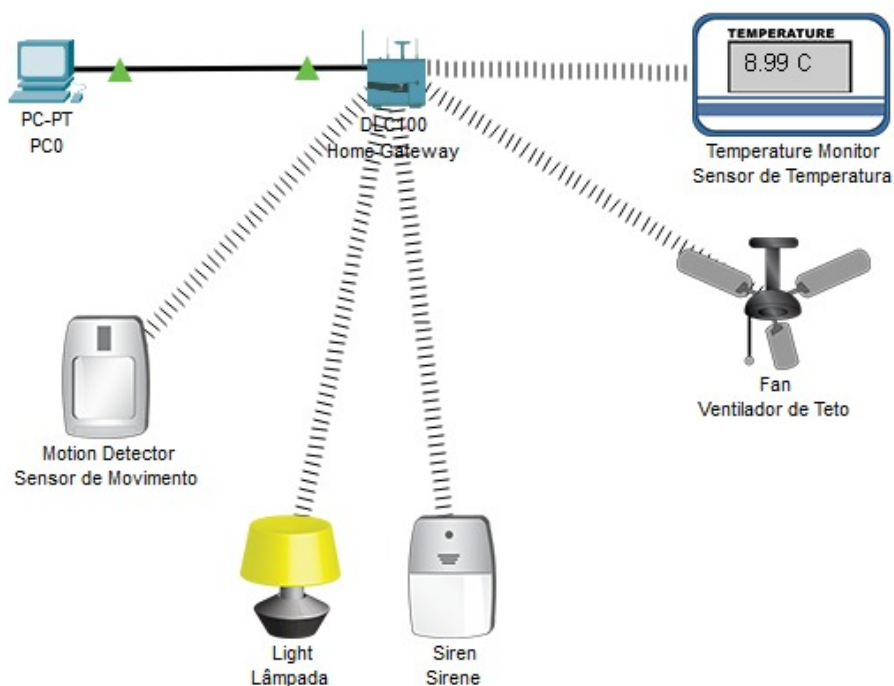 PC-PT
PC0
DLC100
Home Gateway
TEMPERATURE
8.99 C
Temperature Monitor
Sensor de Temperatura
Fan
Ventilador de Teto
Motion Detector
Sensor de Movimento
Light
Lâmpada
Siren
Sirene